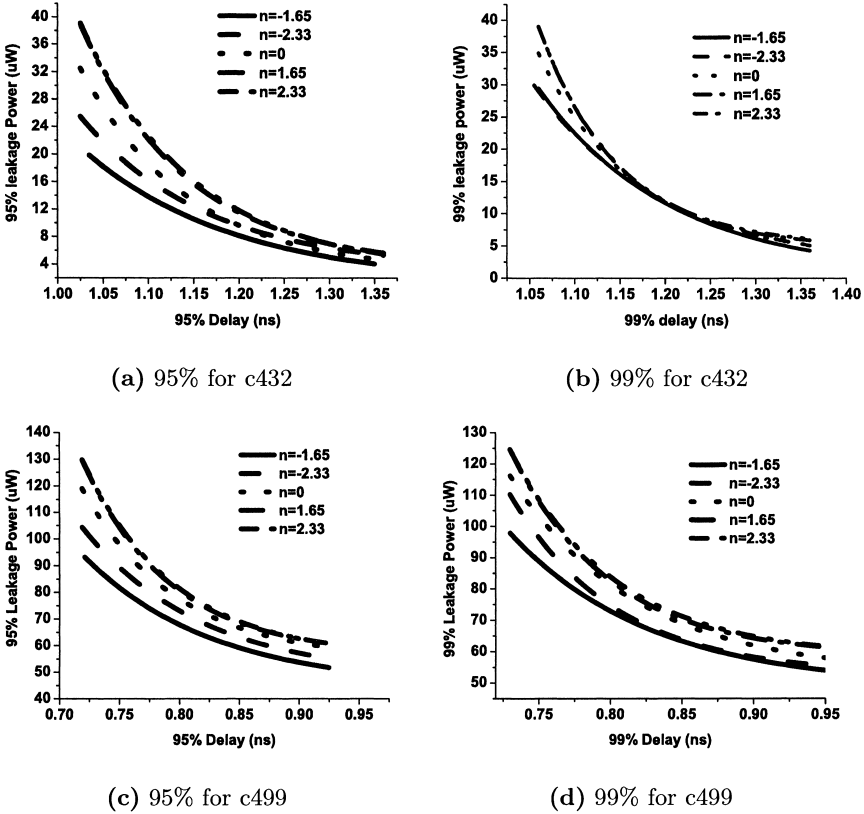 40
36
32
28
24
20
16
12
8
4
95% leakage Power (uW)
n=-1.65
n=-2.33
n=0
n=1.65
n=2.33
1.00 1.05 1.10 1.15 1.20 1.25 1.30 1.35
95% Delay (ns)
(a) 95% for c432
40
35
30
25
20
15
10
5
0
99% leakage power (uW)
n=-1.65
n=-2.33
n=0
n=1.65
n=2.33
1.05 1.10 1.15 1.20 1.25 1.30 1.35 1.40
99% delay (ns)
(b) 99% for c432
140
130
120
110
100
90
80
70
60
50
40
95% Leakage Power (uW)
n=-1.65
n=-2.33
n=0
n=1.65
n=2.33
0.70 0.75 0.80 0.85 0.90 0.95
95% Delay (ns)
(c) 95% for c499
130
120
110
100
90
80
70
60
50
99% Leakage Power (uW)
n=-1.65
n=-2.33
n=0
n=1.65
n=2.33
0.75 0.80 0.85 0.90 0.95
99% Delay (ns)
(d) 99% for c499